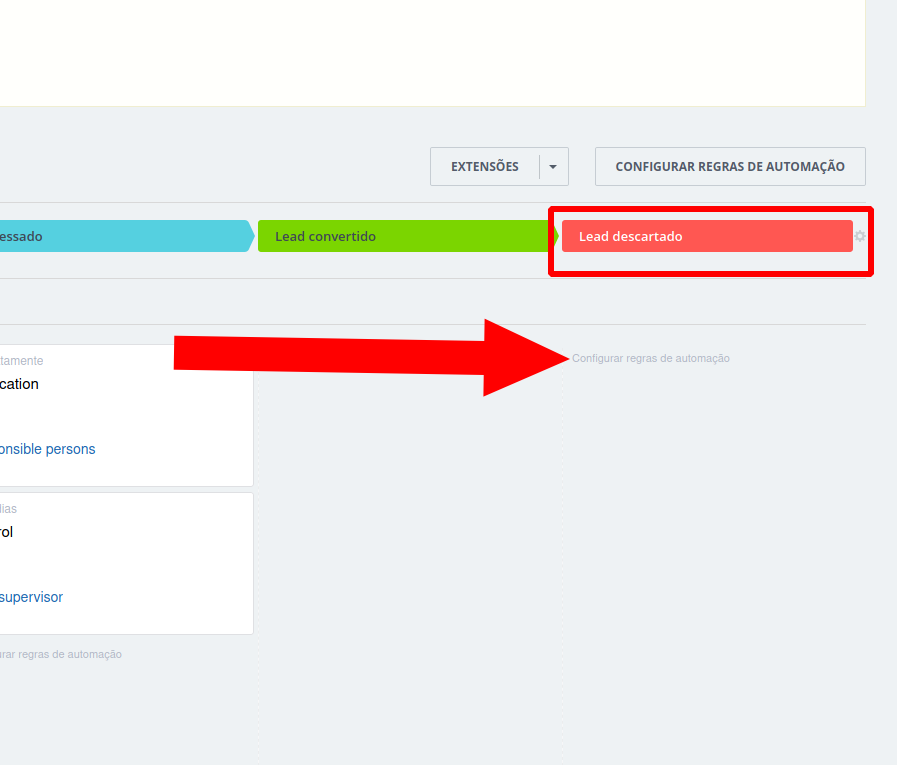 EXTENSÕES
CONFIGURAR REGRAS DE AUTOMAÇÃO
essado
Lead convertido
Lead descartado
tamente
Configurar regras de automação
cation
onsible persons
lias
rol
supervisor
rar regras de automação